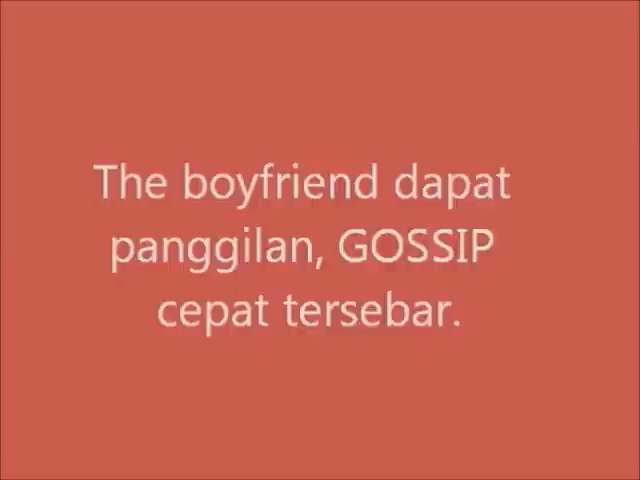 The boyfriend dapat
panggilan, GOSSIP
cepat tersebar.